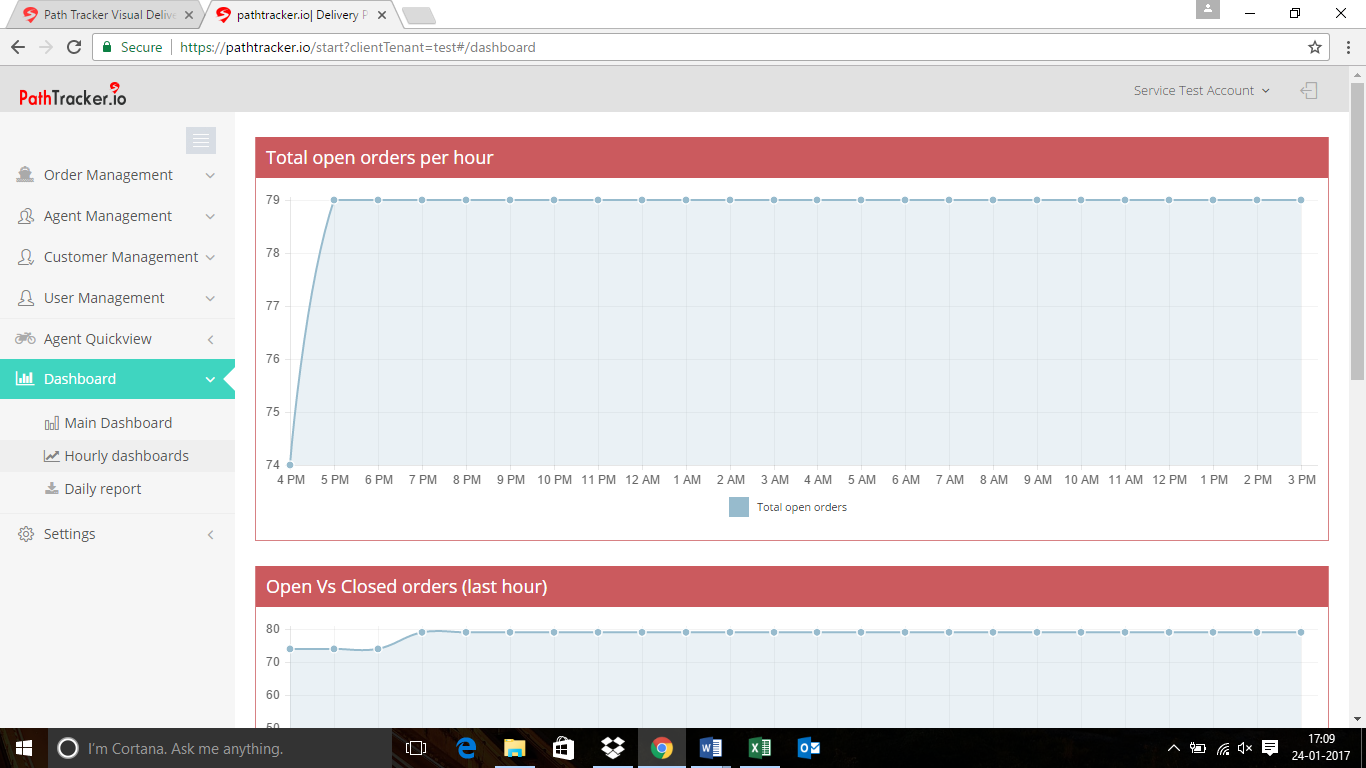 Path Tracker Visual Delive
pathtracker.io| Delivery P
Secure
https://pathtracker.io/start?clientTenant=test#/dashboard
PathTracker.io
Service Test Account
Order Management
Agent Management
Customer Management
User Management
Agent Quickview
Dashboard
Main Dashboard
Hourly dashboards
Daily report
Settings
Total open orders per hour
79
78
77
76
75
74
4 PM 5 PM 6 PM 7 PM 8 PM 9 PM 10 PM 11 PM 12 AM 1 AM 2 AM 3 AM 4 AM 5 AM 6 AM 7 AM 8 AM 9 AM 10 AM 11 AM 12 PM 1 PM 2 PM 3 PM
Total open orders
Open Vs Closed orders (last hour)
80
70
60
50
I'm Cortana. Ask me anything.
17:09
24-01-2017